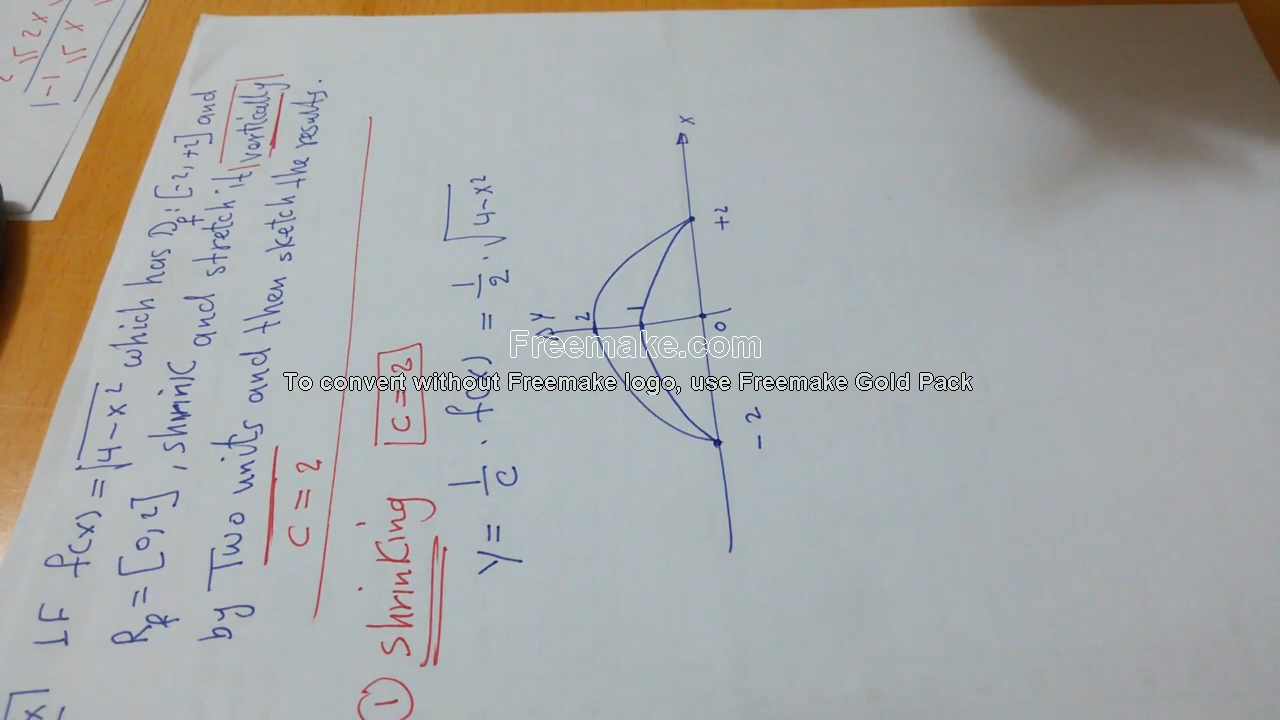 IF f(x) = √4-x² which has D_f : [-2, +2] and
R_f = [0, 2] , shrink and stretch it vertically
by Two units and then sketch the results.
C = 2
① Shrinking C = 2
Y = 1/C · f(x) = 1/2 · √4-x²
Y
2
1
x
-2
0
+2
Freemake.com
To convert without Freemake logo, use Freemake Gold Pack